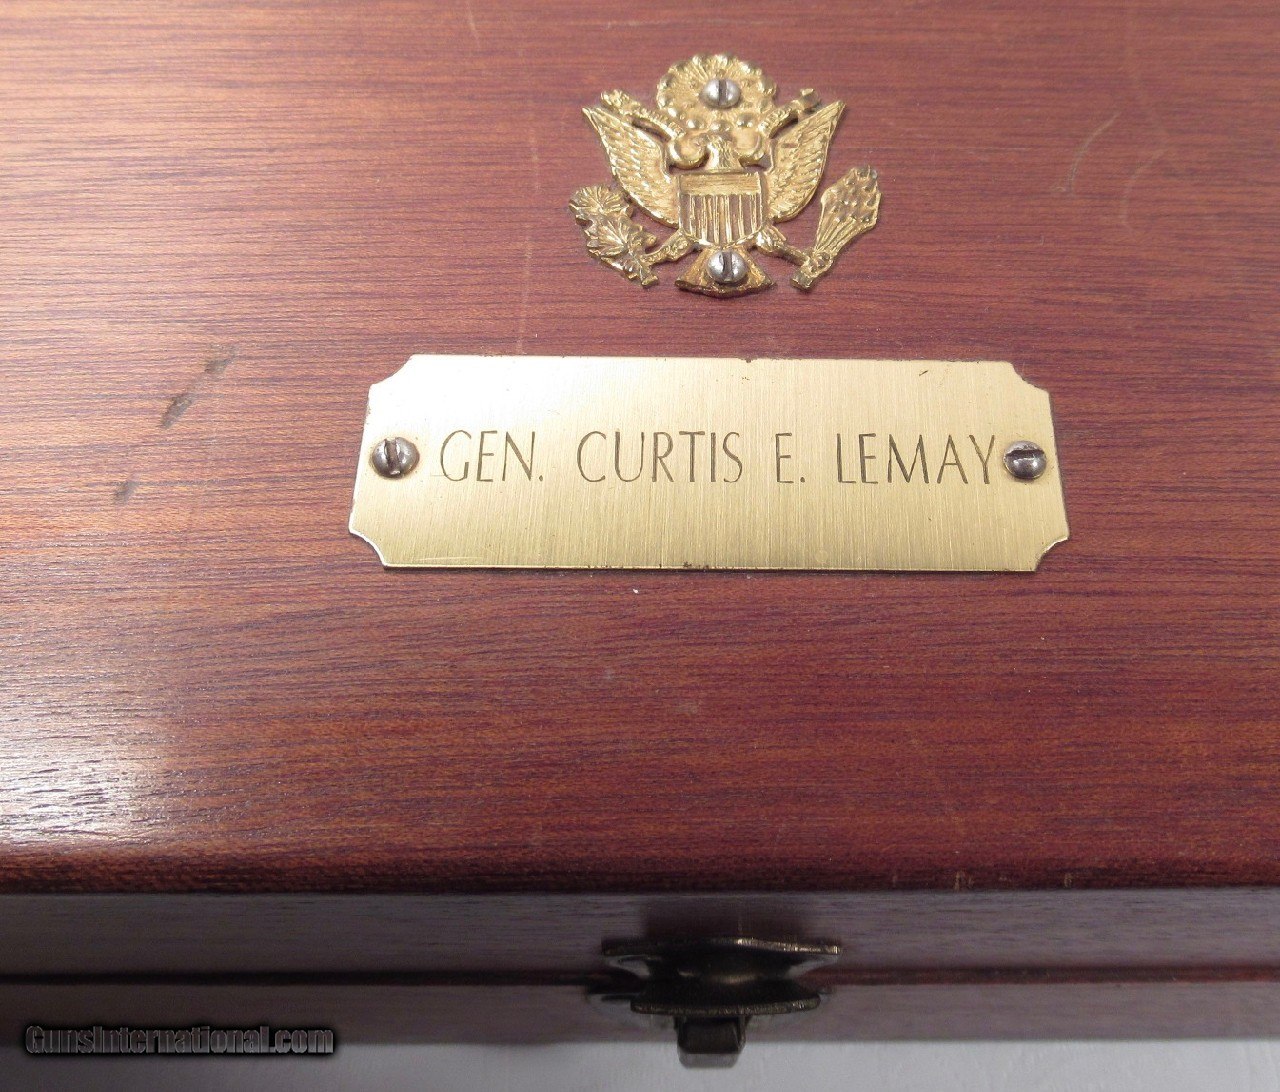 GEN. CURTIS E. LEMAY
GunsInternational.com